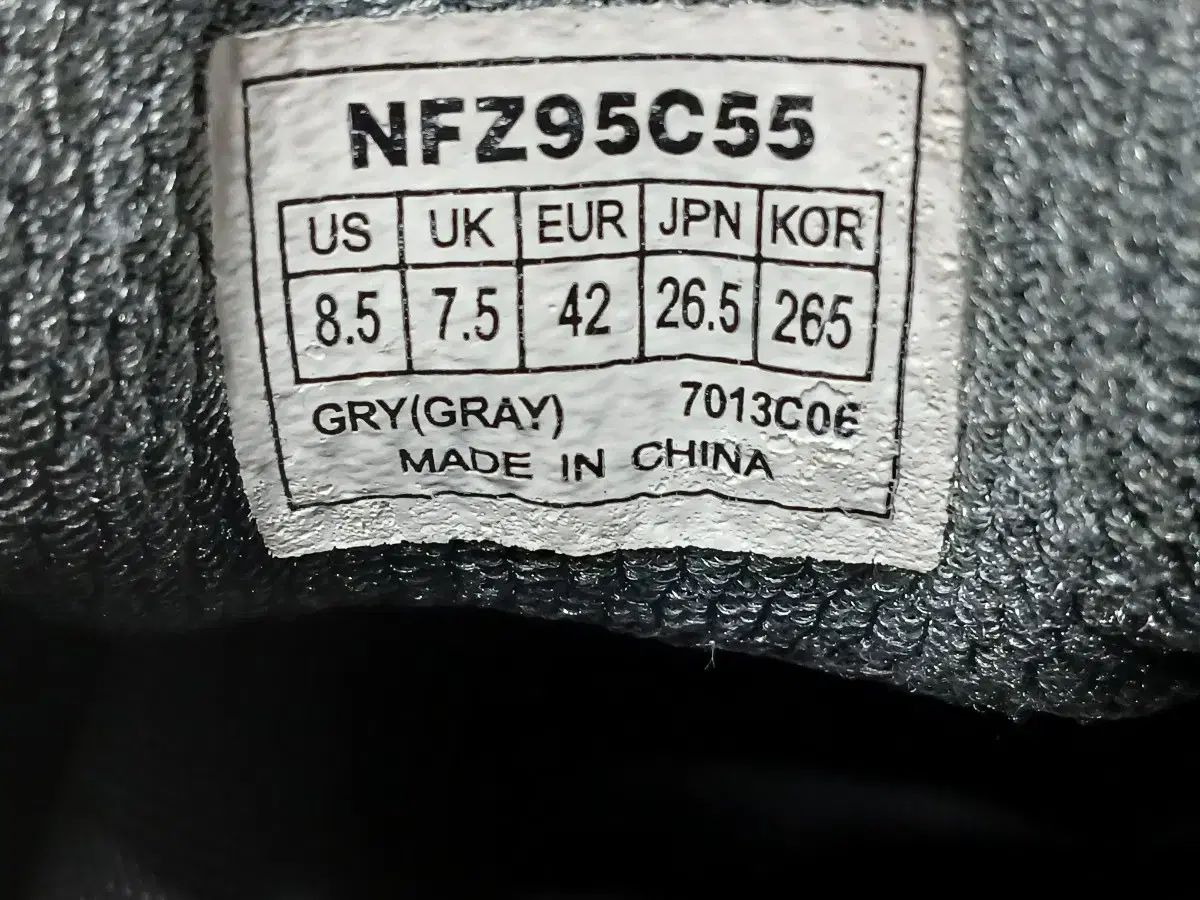 NFZ95C55
US UK EUR JPN KOR
8.5 7.5 42 26.5 265
GRY(GRAY) 7013C06
MADE IN CHINA